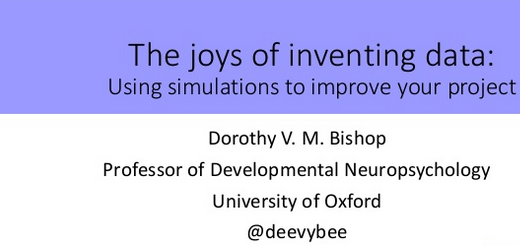 The joys of inventing data:
Using simulations to improve your project
Dorothy V. M. Bishop
Professor of Developmental Neuropsychology
University of Oxford
@deevybee